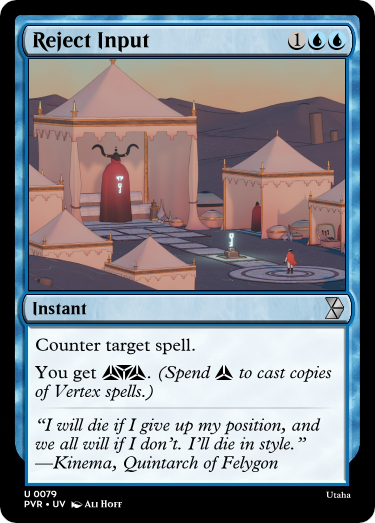 Reject Input 1
Instant
Counter target spell.
You get. (Spend to cast copies
of Vertex spells.)
“I will die if I give up my position, and
we all will if I don’t. I’ll die in style.”
—Kinema, Quintarch of Felygon
U 0079
Utaha
PVR • UV Ali Hoff